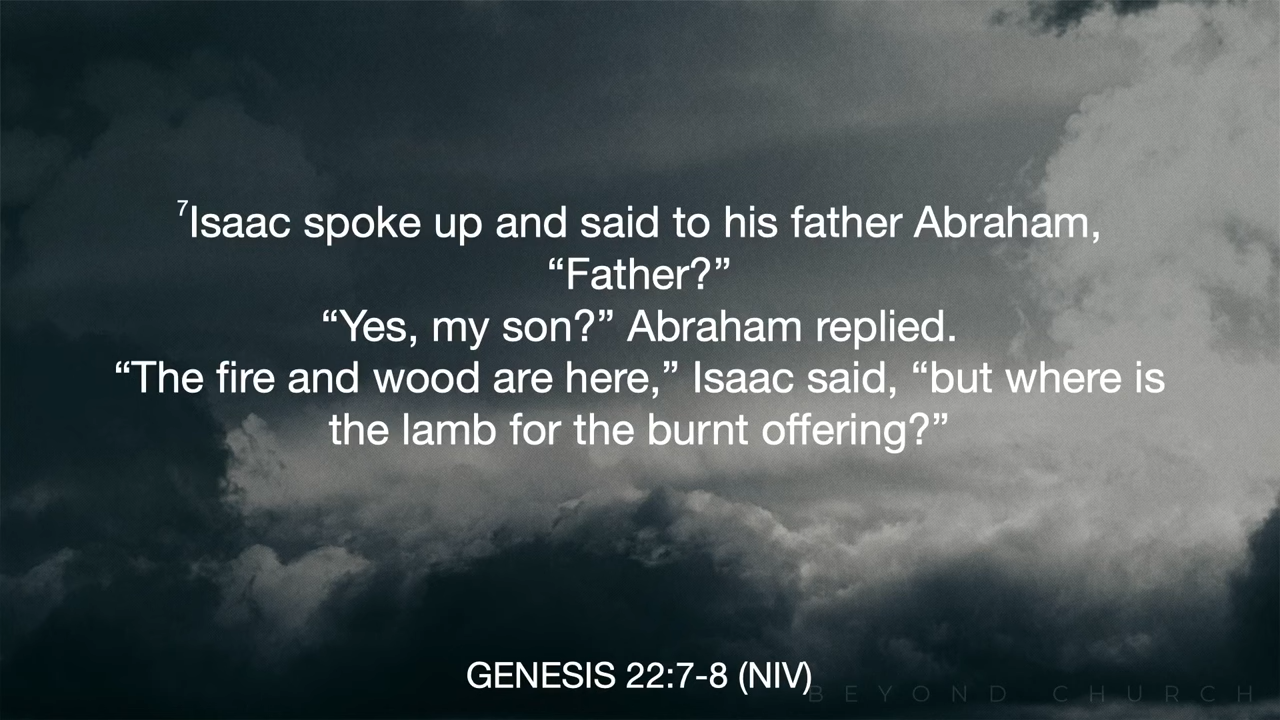 ⁷Isaac spoke up and said to his father Abraham,
“Father?”
“Yes, my son?” Abraham replied.
“The fire and wood are here,” Isaac said, “but where is
the lamb for the burnt offering?”
GENESIS 22:7-8 (NIV)
BEYOND CHURCH